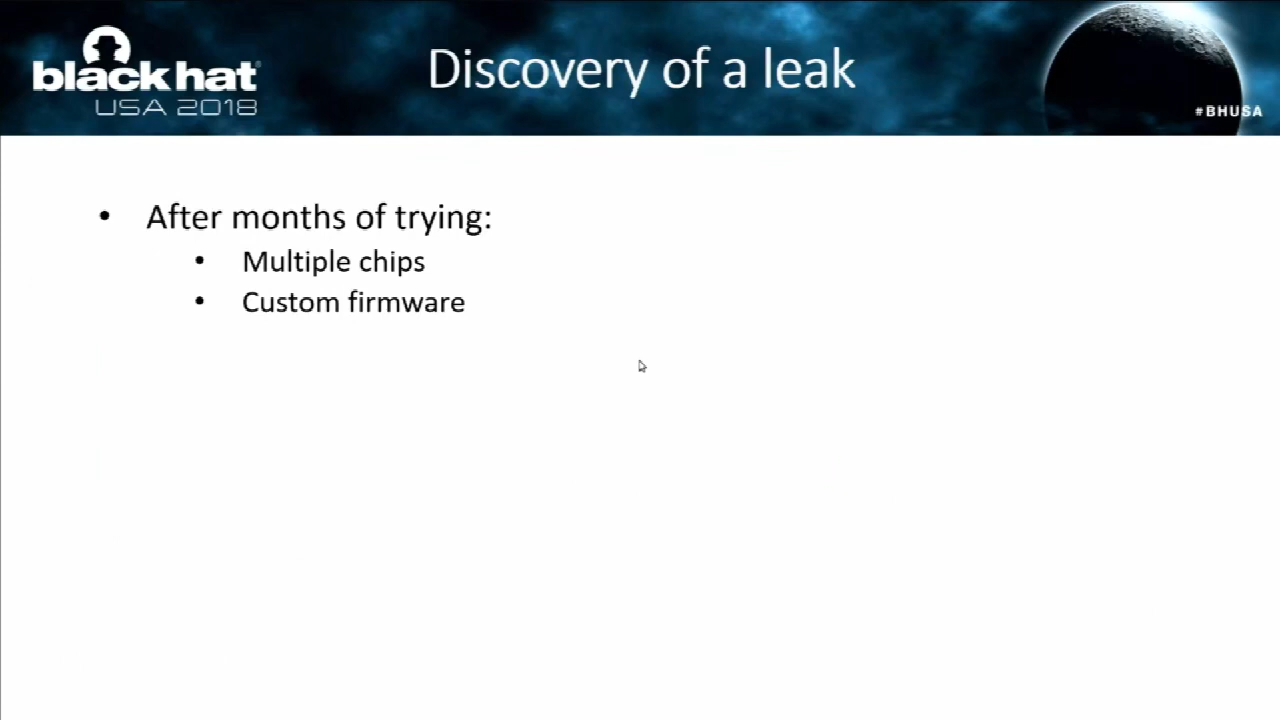 black hat
USA 2018
Discovery of a leak
#BHUSA
• After months of trying:
• Multiple chips
• Custom firmware